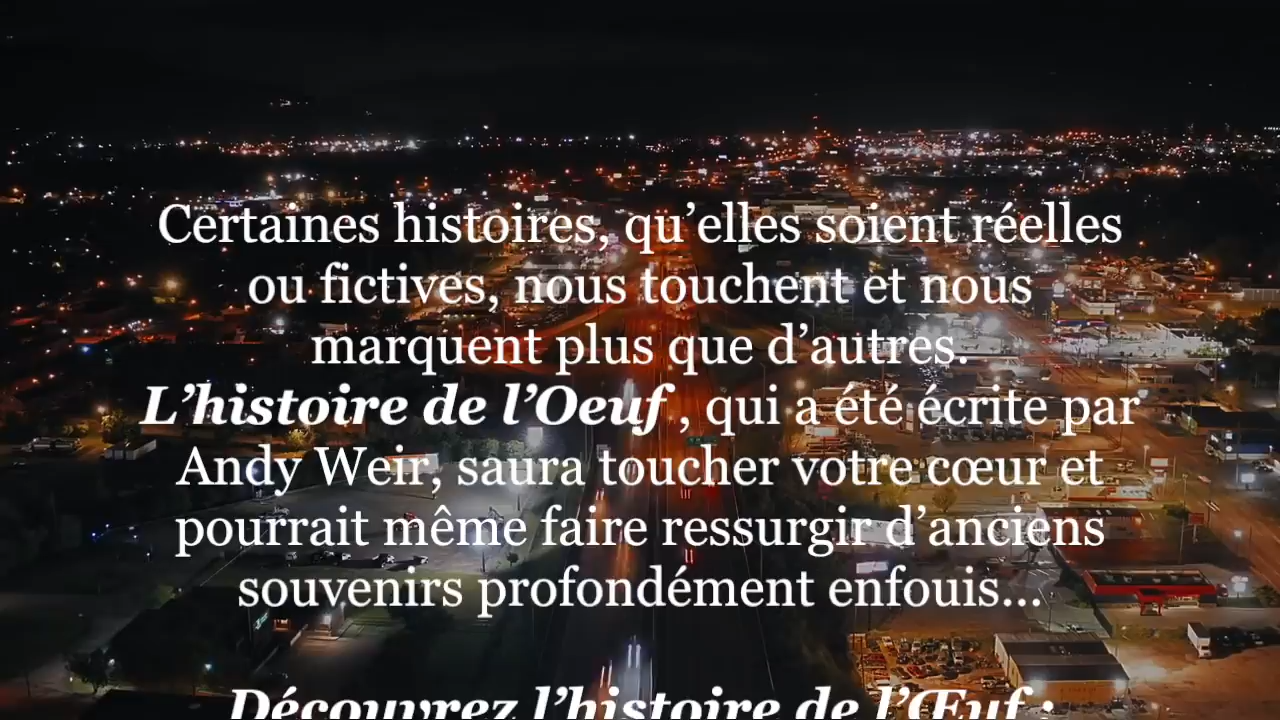 Certaines histoires, qu’elles soient réelles
ou fictives, nous touchent et nous
marquent plus que d’autres.
L’histoire de l’Oeuf , qui a été écrite par
Andy Weir, saura toucher votre cœur et
pourrait même faire ressurgir d’anciens
souvenirs profondément enfouis...
Découvrez l’histoire de l’Œuf :